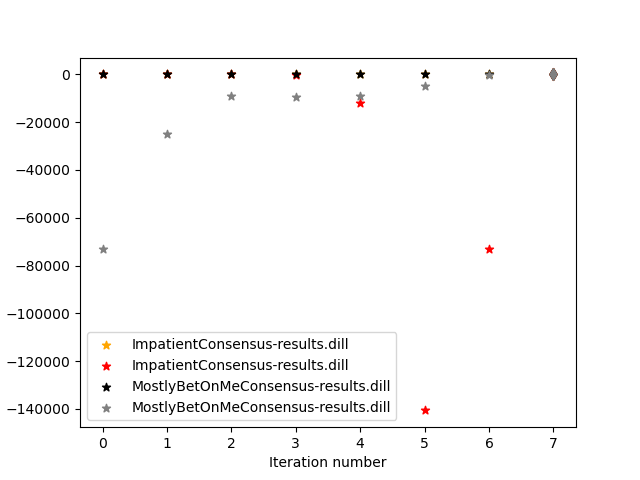 0
−20000
−40000
−60000
−80000
−100000
−120000
−140000
ImpatientConsensus-results.dill
ImpatientConsensus-results.dill
MostlyBetOnMeConsensus-results.dill
MostlyBetOnMeConsensus-results.dill
0 1 2 3 4 5 6 7
Iteration number